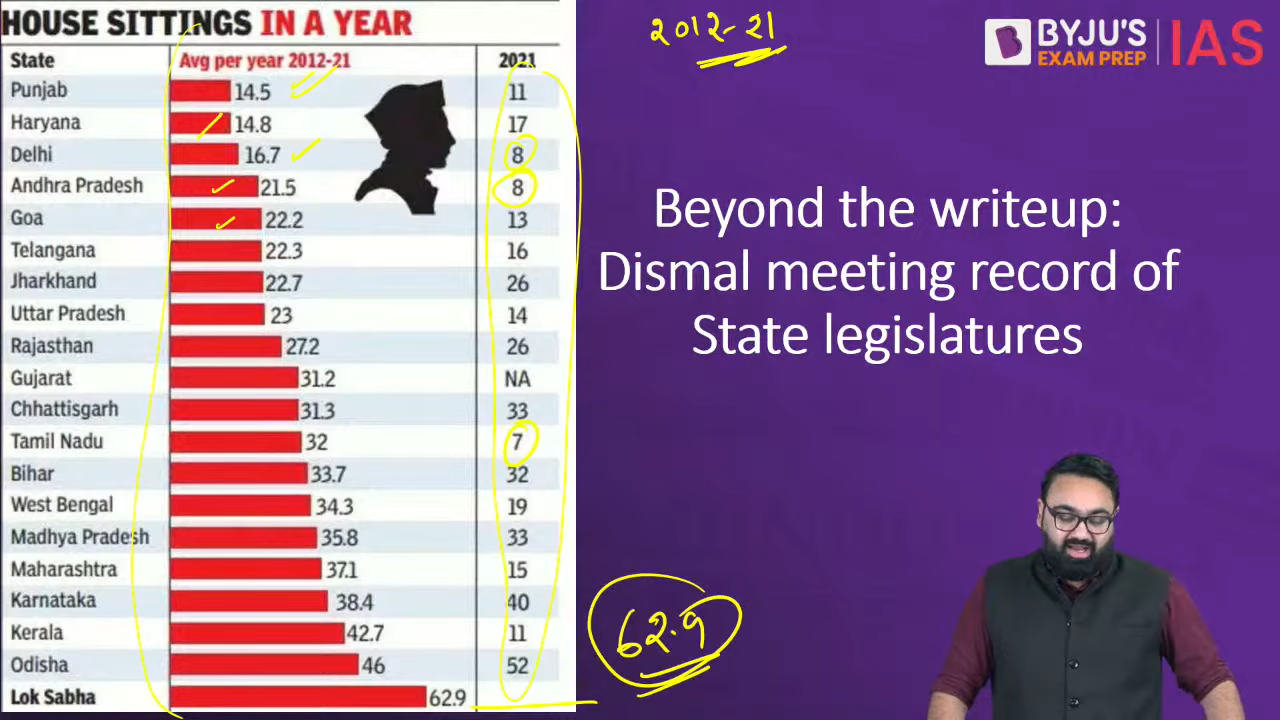 HOUSE SITTINGS IN A YEAR
State Avg per year 2012-21 2021
Punjab 14.5 11
Haryana 14.8 17
Delhi 16.7 8
Andhra Pradesh 21.5 8
Goa 22.2 13
Telangana 22.3 16
Jharkhand 22.7 26
Uttar Pradesh 23 14
Rajasthan 27.2 26
Gujarat 31.2 NA
Chhattisgarh 31.3 33
Tamil Nadu 32 7
Bihar 33.7 32
West Bengal 34.3 19
Madhya Pradesh 35.8 33
Maharashtra 37.1 15
Karnataka 38.4 40
Kerala 42.7 11
Odisha 46 52
Lok Sabha 62.9
2012-21
BYJU'S
EXAM PREP
IAS
Beyond the writeup:
Dismal meeting record of
State legislatures
62.9